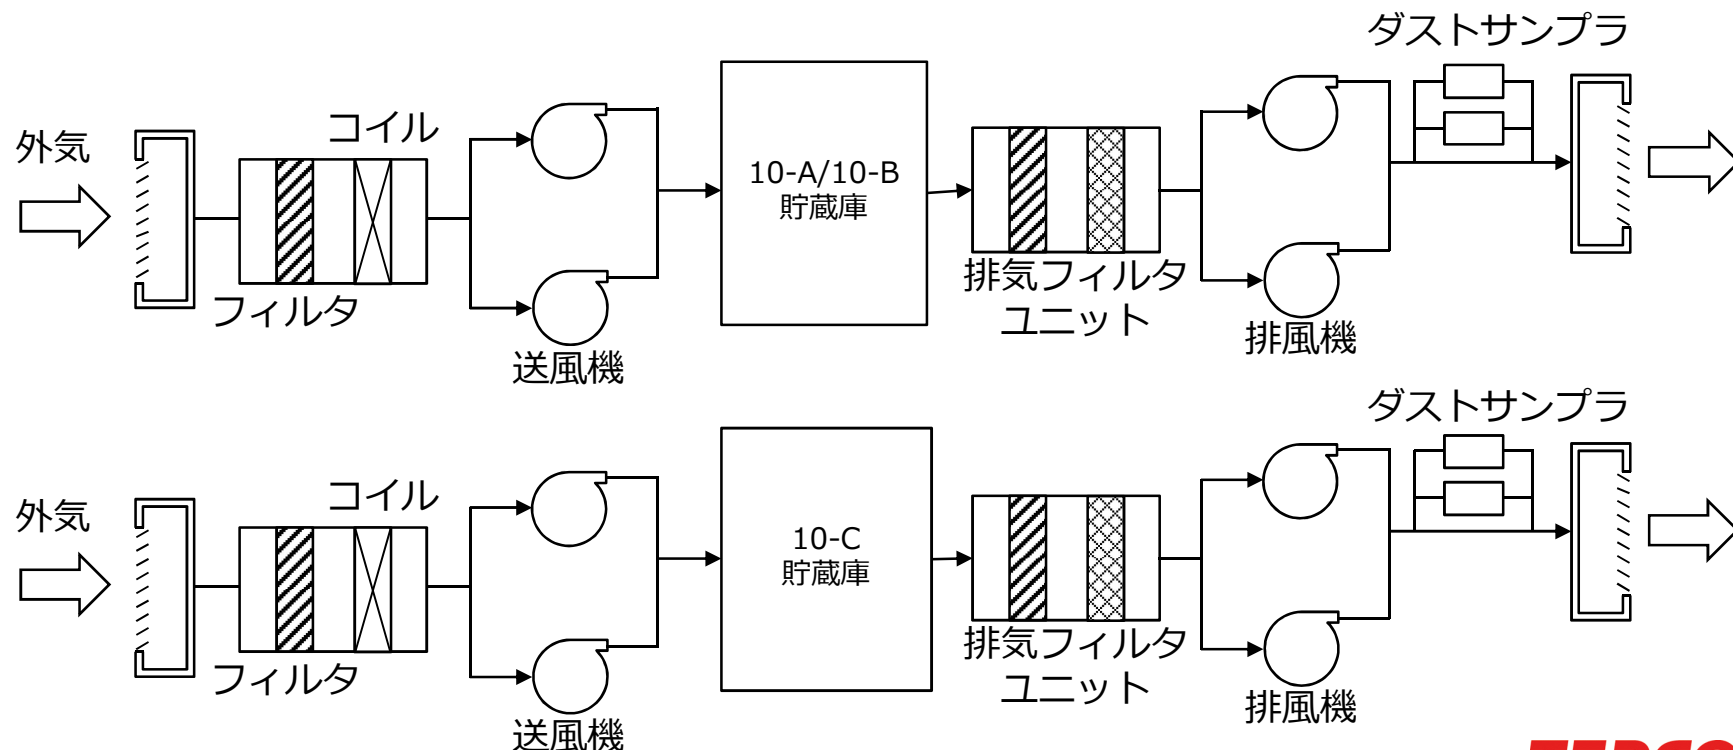 ダストサンプラ
外気
コイル
10-A/10-B
貯蔵庫
フィルタ
排気フィルタ
ユニット
送風機
排風機
ダストサンプラ
外気
コイル
10-C
貯蔵庫
フィルタ
排気フィルタ
ユニット
送風機
排風機